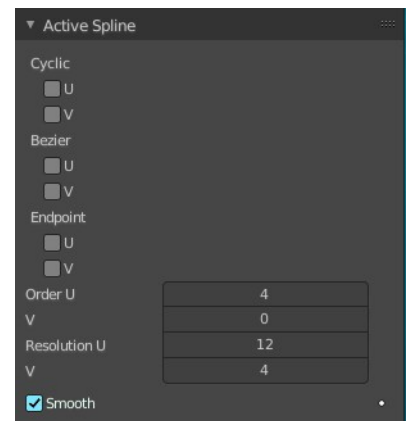 Active Spline
Cyclic
U
V
Bezier
U
V
Endpoint
U
V
Order U 4
V 0
Resolution U 12
V 4
Smooth